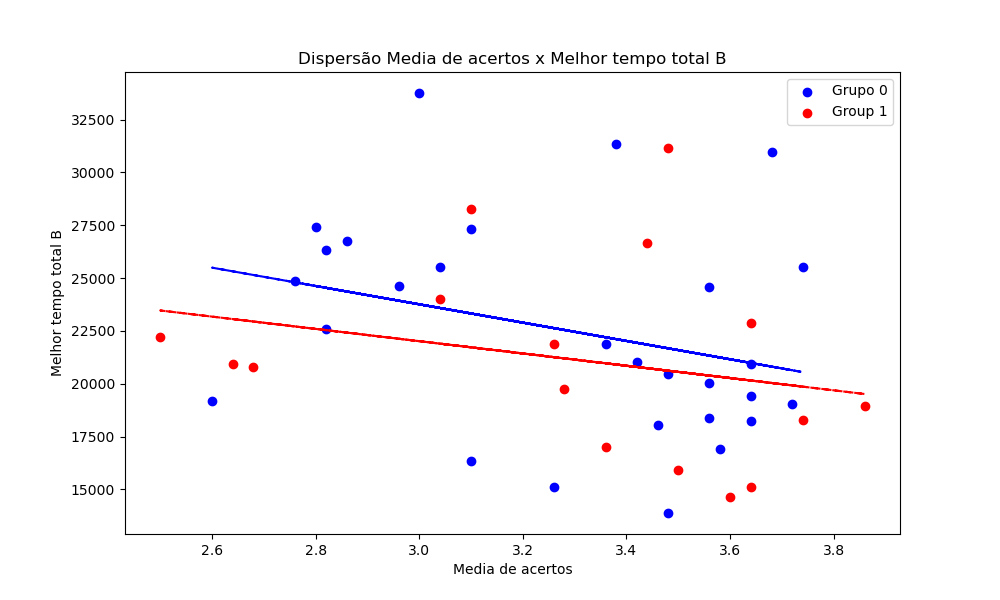 Dispersão Media de acertos x Melhor tempo total B
Grupo 0
Group 1
32500
30000
27500
25000
22500
20000
17500
15000
Melhor tempo total B
2.6 2.8 3.0 3.2 3.4 3.6 3.8
Media de acertos